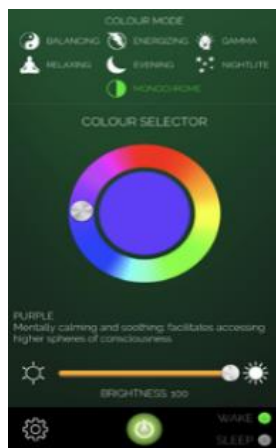 COLOUR MODE
BALANCING ENERGIZING GAMMA
RELAXING EVENING NIGHTLITE
MONOCHROME
COLOUR SELECTOR
PURPLE
Mentally calming and soothing; facilitates accessing
higher spheres of consciousness
BRIGHTNESS: 100
WAKE
SLEEP